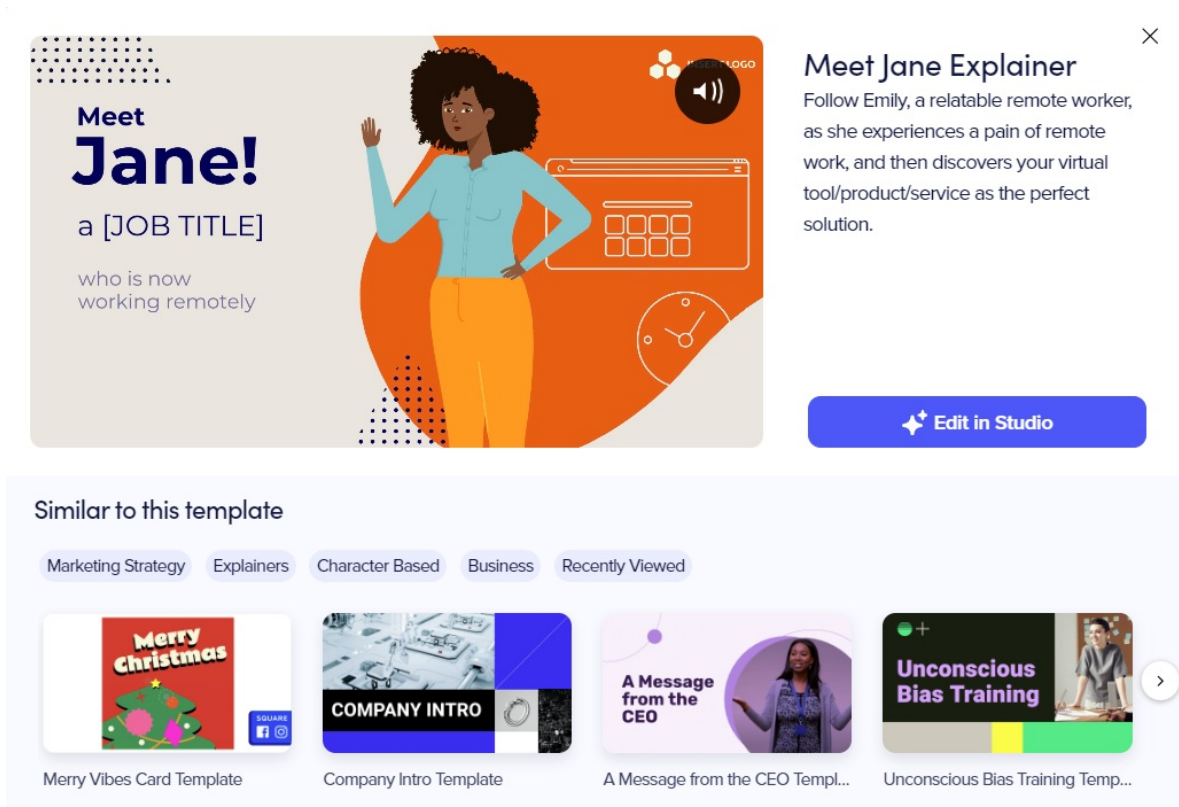 INSERT LOGO
Meet
Jane!
a [JOB TITLE]
who is now
working remotely
Meet Jane Explainer
Follow Emily, a relatable remote worker,
as she experiences a pain of remote
work, and then discovers your virtual
tool/product/service as the perfect
solution.
Edit in Studio
Similar to this template
Marketing Strategy
Explainers
Character Based
Business
Recently Viewed
Merry
Christmas
SQUARE
COMPANY INTRO
A Message
from the
CEO
Unconscious
Bias Training
Merry Vibes Card Template
Company Intro Template
A Message from the CEO Templ...
Unconscious Bias Training Temp...